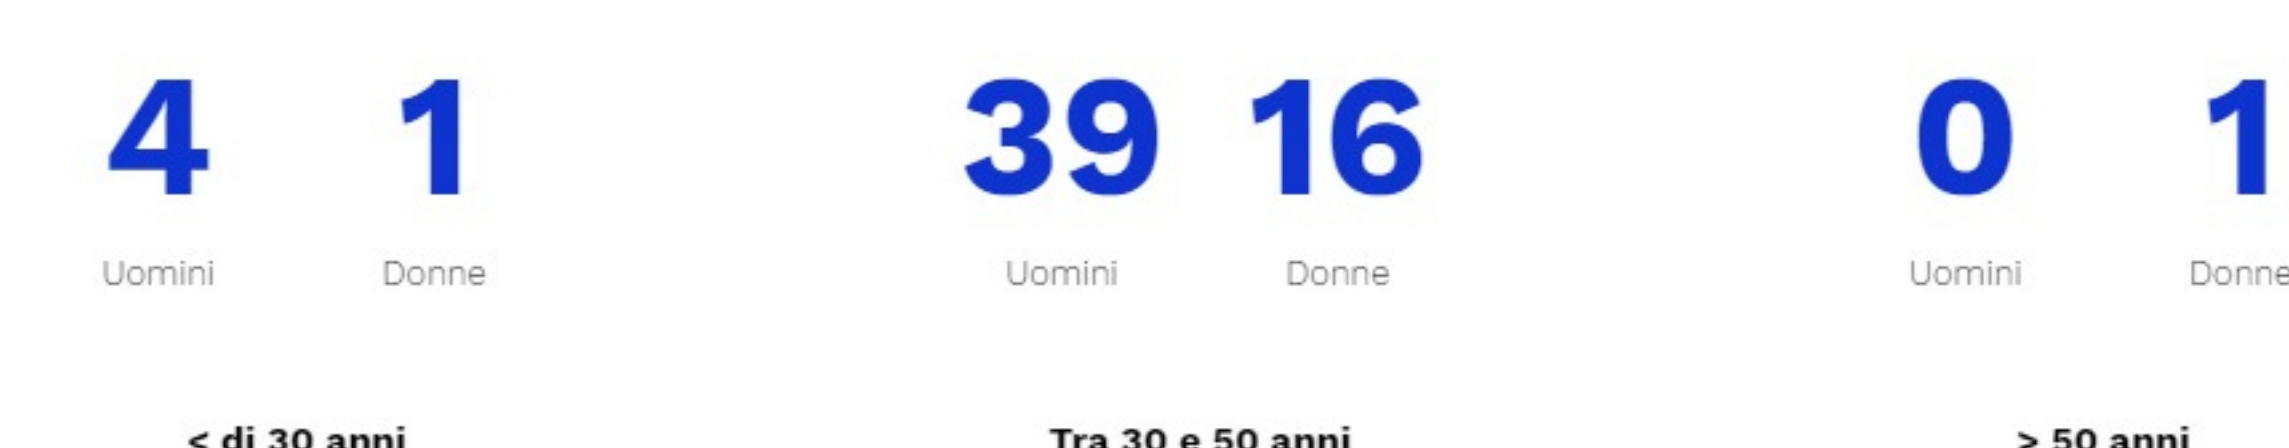 4 1 39 16 0 1
Uomini Donne Uomini Donne Uomini Donne
< di 30 anni Tra 30 e 50 anni > 50 anni